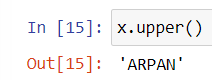 In [15]: x.upper()
Out[15]: 'ARPAN'